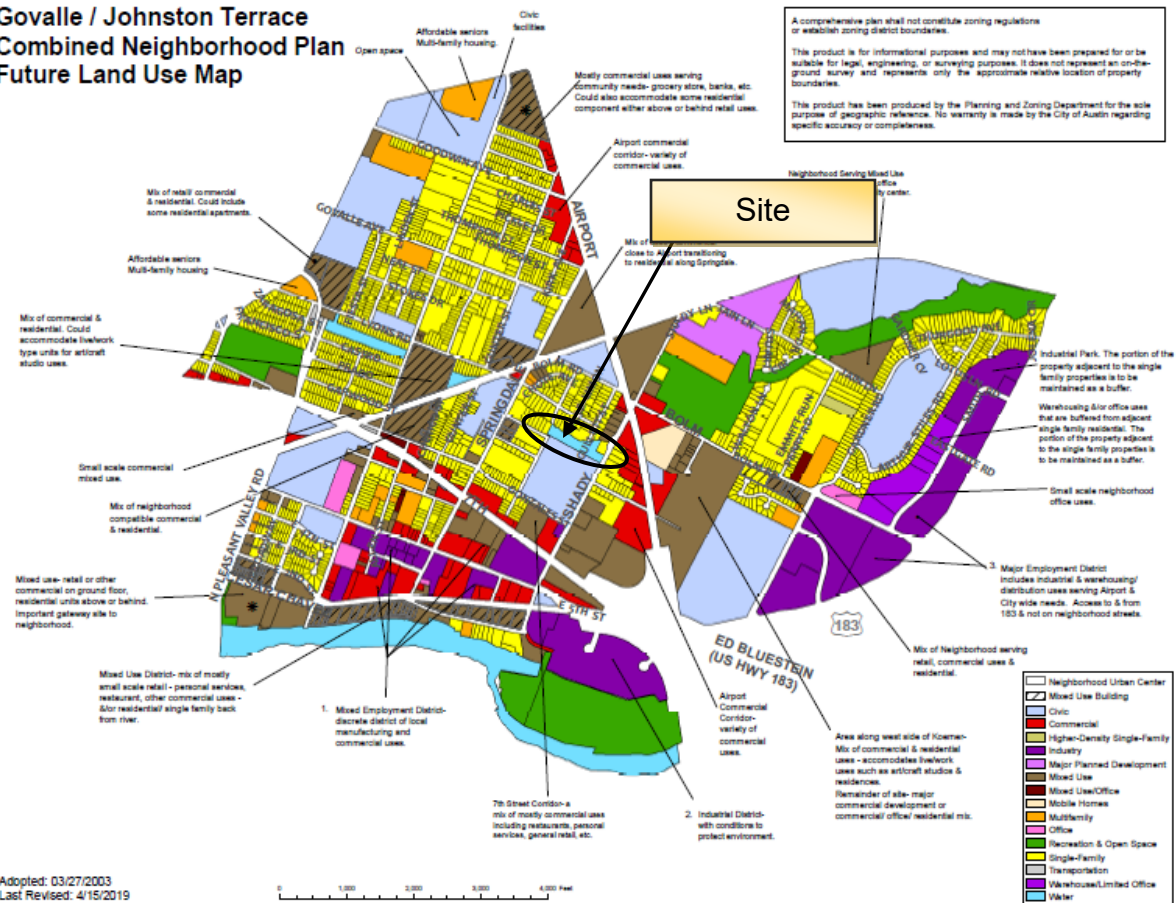 Govalle / Johnston Terrace
Combined Neighborhood Plan
Future Land Use Map
A comprehensive plan shall not constitute zoning regulations
or establish zoning district boundaries.
This product is for informational purposes and may not have been prepared for or be
suitable for legal, engineering, or surveying purposes. It does not represent an on-the-
ground survey and represents only the approximate relative location of property
boundaries.
This product has been produced by the Planning and Zoning Department for the sole
purpose of geographic reference. No warranty is made by the City of Austin regarding
specific accuracy or completeness.
Open space
Affordable seniors
Multi-family housing.
Civic
facilities
Mostly commercial uses serving
community needs- grocery store, banks, etc.
Could also accommodate some residential
component either above or behind retail uses.
Airport commercial
corridor- variety of
commercial uses.
Neighborhood Serving Mixed Use
office
center.
Site
Mix of
close to Airport transitioning
to residential along Springdale.
Mix of retail/ commercial
& residential. Could include
some residential apartments.
Affordable seniors
Multi-family housing
Mix of commercial &
residential. Could
accommodate live/work
type units for art/craft
studio uses.
Small scale commercial
mixed use.
Mix of neighborhood
compatible commercial
& residential.
Mixed use- retail or other
commercial on ground floor,
residential units above or behind.
Important gateway site to
neighborhood.
Mixed Use District- mix of mostly
small scale retail - personal services,
restaurant, other commercial uses -
&/or residential/ single family back
from river.
1. Mixed Employment District-
discrete district of local
manufacturing and
commercial uses.
7th Street Corridor- a
mix of mostly commercial uses
including restaurants, personal
services, general retail, etc.
2. Industrial District-
with conditions to
protect environment.
Airport
Commercial
Corridor-
variety of
commercial
uses.
Area along west side of Koerner-
Mix of commercial & residential
uses - accomodates live/work
uses such as art/craft studios &
residences.
Remainder of site- major
commercial development or
commercial/ office/ residential mix.
Mix of Neighborhood serving
retail, commercial uses &
residential.
3. Major Employment District
includes industrial & warehousing/
distribution uses serving Airport &
City wide needs. Access to & from
183 & not on neighborhood streets.
Small scale neighborhood
office uses.
Warehousing &/or office uses
that are buffered from adjacent
single family residential. The
portion of the property adjacent
to the single family properties is
to be maintained as a buffer.
Industrial Park. The portion of the
property adjacent to the single
family properties is to be
maintained as a buffer.
GOODWIN AVE
GOVALLE AVE
AIRPORT
SPRINGDALE
BOLM
SHADY
GONZALES
7TH
E 5TH ST
N PLEASANT VALLEY RD
ED BLUESTEIN
(US HWY 183)
183
Neighborhood Urban Center
Mixed Use Building
Civic
Commercial
Higher-Density Single-Family
Industry
Major Planned Development
Mixed Use
Mixed Use/Office
Mobile Homes
Multifamily
Office
Recreation & Open Space
Single-Family
Transportation
Warehouse/Limited Office
Water
Adopted: 03/27/2003
Last Revised: 4/15/2019
0 1,000 2,000 3,000 4,000 Feet